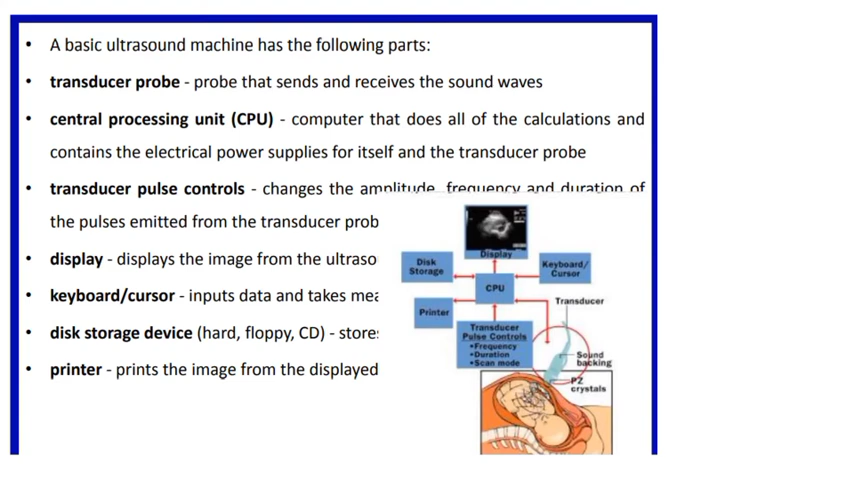 • A basic ultrasound machine has the following parts:
• transducer probe - probe that sends and receives the sound waves
• central processing unit (CPU) - computer that does all of the calculations and
contains the electrical power supplies for itself and the transducer probe
• transducer pulse controls - changes the amplitude, frequency and duration of
the pulses emitted from the transducer prob
• display - displays the image from the ultraso
• keyboard/cursor - inputs data and takes mea
• disk storage device (hard, floppy, CD) - stores
• printer - prints the image from the displayed
Display
Disk
Storage
Keyboard/
Cursor
CPU
Printer
Transducer
Transducer
Pulse Controls
•Frequency
•Duration
•Scan mode
Sound
backing
PZ
crystals